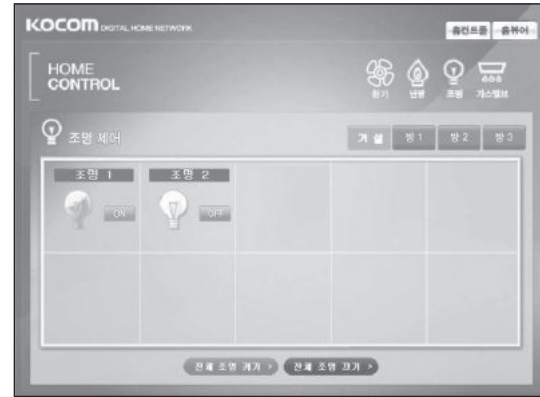 KOCOM DIGITAL HOME NETWORK
홈컨트롤 홈뷰어
HOME
CONTROL
환기 난방 조명 가스밸브
조명 제어
거실 방1 방2 방3
조명 1 조명 2
ON OFF
전체 조명 켜기 > 전체 조명 끄기 >